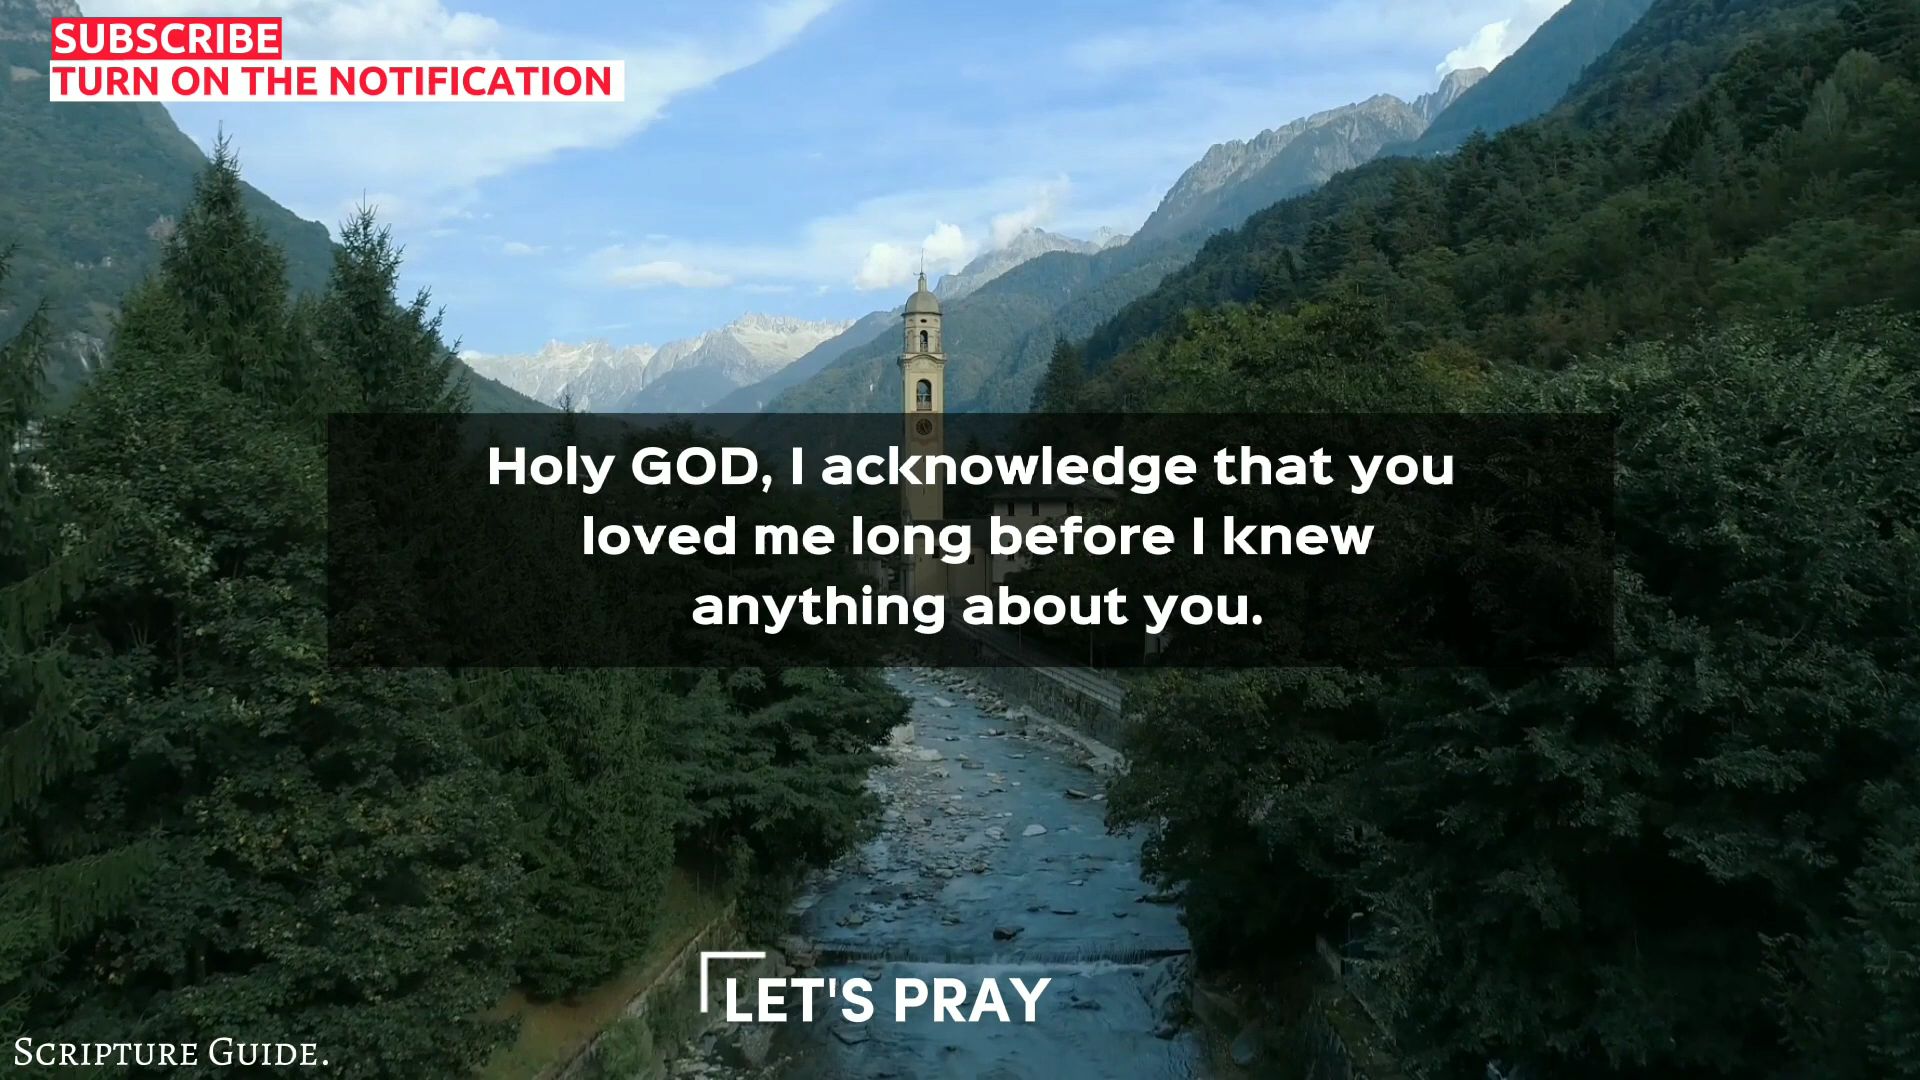 SUBSCRIBE
TURN ON THE NOTIFICATION
Holy GOD, I acknowledge that you
loved me long before I knew
anything about you.
LET'S PRAY
SCRIPTURE GUIDE.